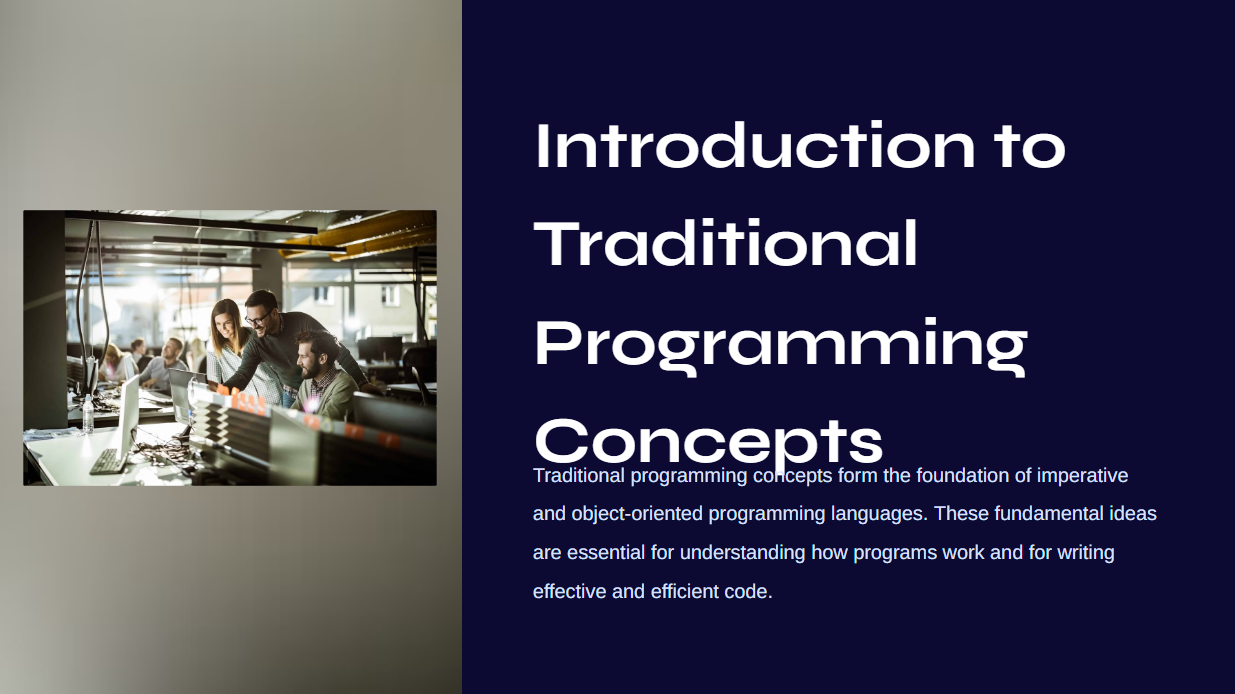 Introduction to
Traditional
Programming
Concepts
Traditional programming concepts form the foundation of imperative
and object-oriented programming languages. These fundamental ideas
are essential for understanding how programs work and for writing
effective and efficient code.